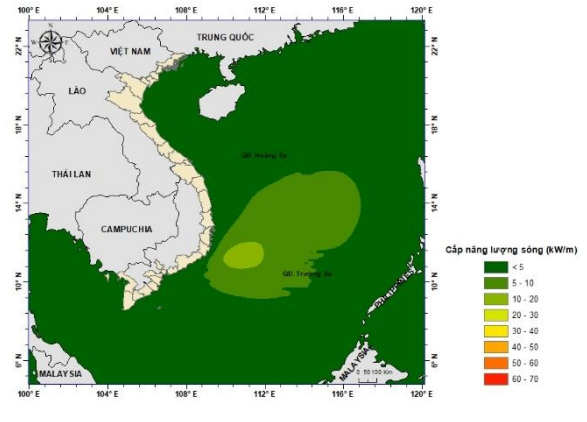 100° E 104° E 108° E 112° E 116° E 120° E
N
W E
S
22° N
18° N
14° N
10° N
6° N
22° N
18° N
14° N
10° N
6° N
VIỆT NAM
TRUNG QUỐC
LÀO
QĐ. Hoàng Sa
THÁI LAN
CAMPUCHIA
QĐ. Trường Sa
PHILIPPINES
MALAYSIA
MALAYSIA
0 50 100 Km
100° E 104° E 108° E 112° E 116° E 120° E
Cấp năng lượng sóng (kW/m)
< 5
5 - 10
10 - 20
20 - 30
30 - 40
40 - 50
50 - 60
60 - 70